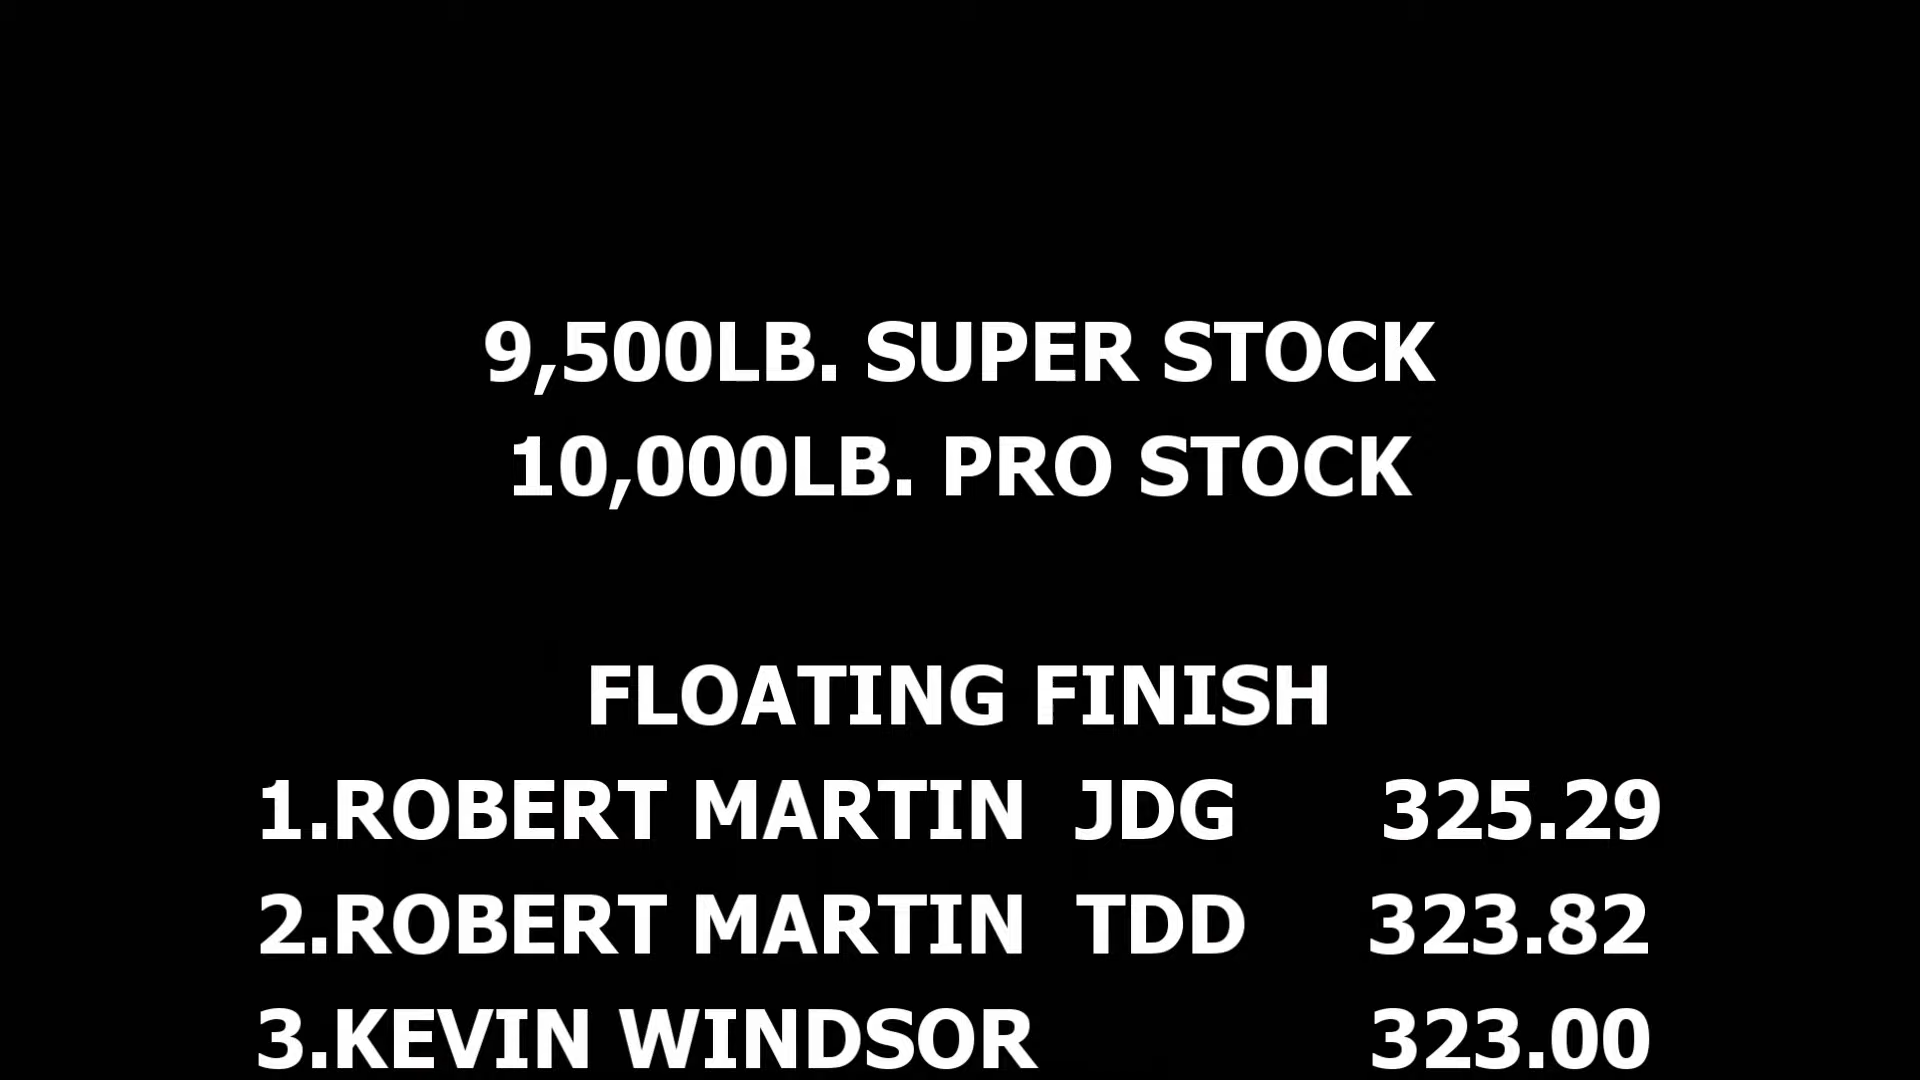 9,500LB. SUPER STOCK
10,000LB. PRO STOCK
FLOATING FINISH
1.ROBERT MARTIN JDG 325.29
2.ROBERT MARTIN TDD 323.82
3.KEVIN WINDSOR 323.00